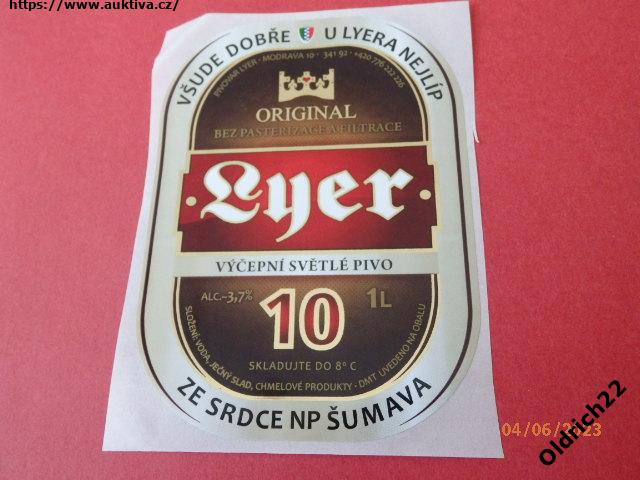 https://www.auktiva.cz/
VŠUDE DOBŘE U LYERA NEJLÍP
PIVOVAR LYER · MODRAVA 10 · 341 92 · +420 776 222 226
ORIGINAL
BEZ PASTERIZACE A FILTRACE
Lyer
VÝČEPNÍ SVĚTLÉ PIVO
ALC.~3,7%
10
1L
SKLADUJTE DO 8° C
SLOŽENÍ: VODA, JEČNÝ SLAD, CHMELOVÉ PRODUKTY · DMT. UVEDENO NA OBALU
ZE SRDCE NP ŠUMAVA
04/06/2023
Oldrich22